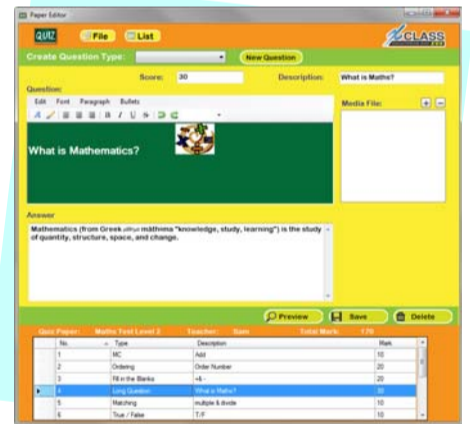 Paper Editor
QUIZ File List
CLASS
Create Question Type: New Question
Score: 30 Description: What is Maths?
Question:
Edit Font Paragraph Bullets
Media File:
What is Mathematics?
Answer
Mathematics (from Greek máthēma "knowledge, study, learning") is the study
of quantity, structure, space, and change.
Preview Save Delete
Quiz Paper: Maths Test Level 2 Teacher: Sam Total Mark: 170
No. Type Description Mark
1 MC Add 10
2 Ordering Order Number 20
3 Fill in the Blanks +& - 20
4 Long Question What is Maths? 30
5 Matching multiple & divide 10
6 True / False T/F 10